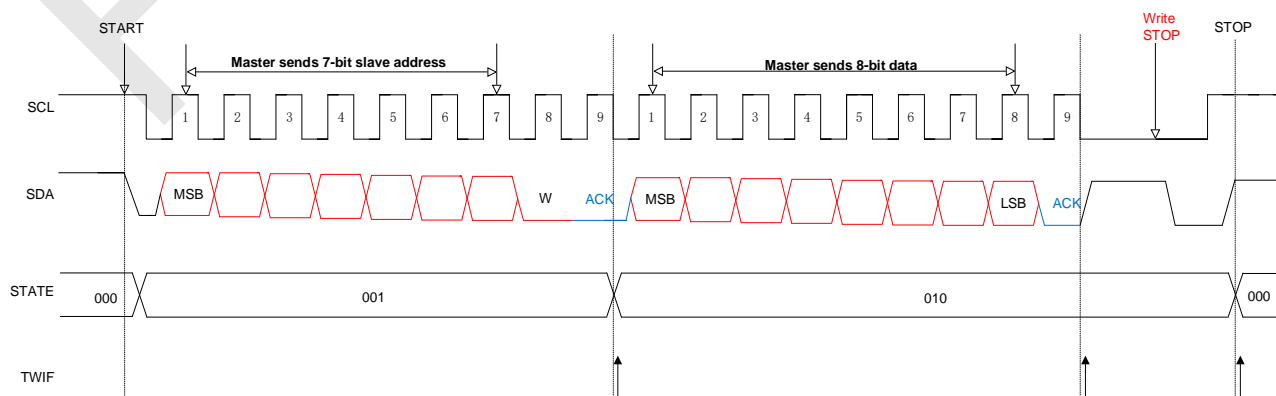 START
Write
STOP
STOP
Master sends 7-bit slave address
Master sends 8-bit data
SCL
1 2 3 4 5 6 7 8 9 1 2 3 4 5 6 7 8 9
SDA
MSB W ACK MSB LSB ACK
STATE
000 001 010 000
TWIF